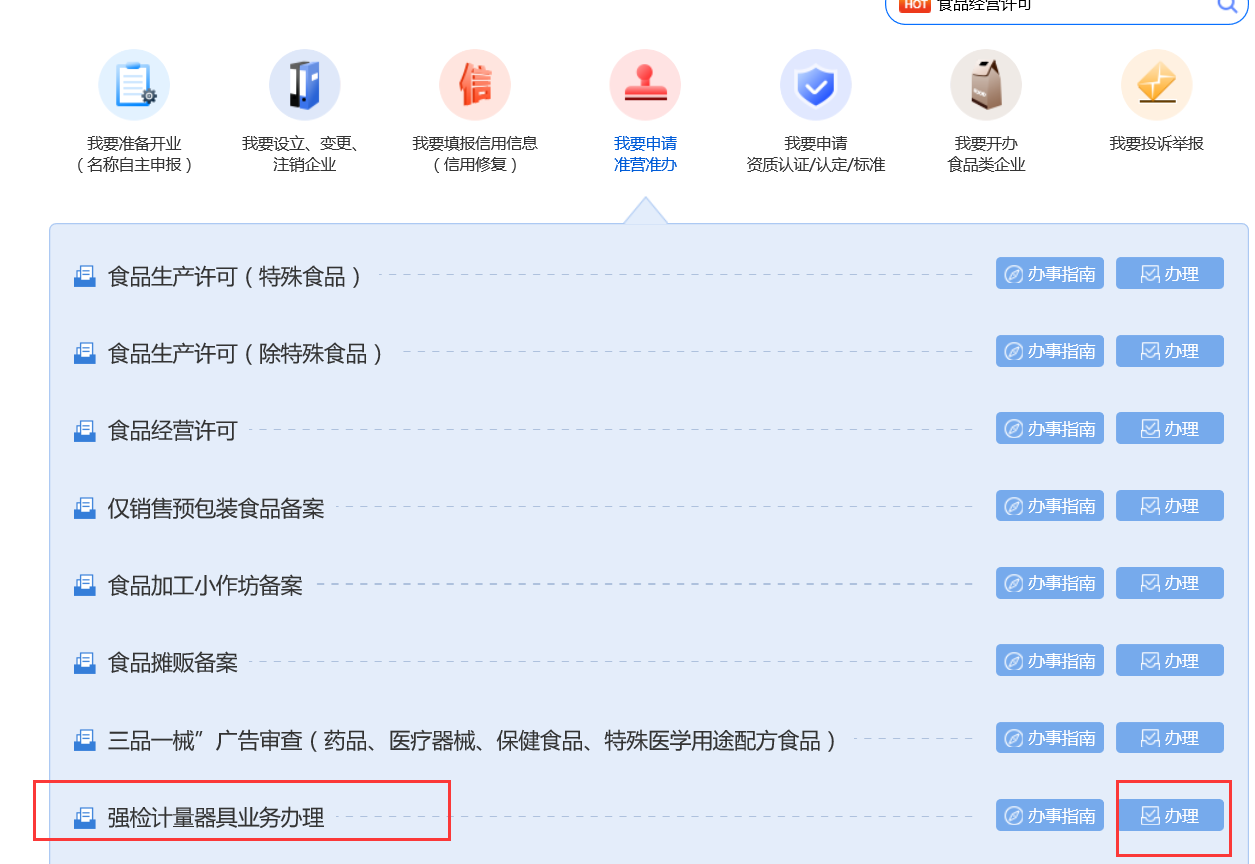 HOT 食品经营许可
我要准备开业
（名称自主申报）
我要设立、变更、
注销企业
信
我要填报信用信息
（信用修复）
我要申请
准营准办
我要申请
资质认证/认定/标准
我要开办
食品类企业
我要投诉举报
食品生产许可（特殊食品） 办事指南 办理
食品生产许可（除特殊食品） 办事指南 办理
食品经营许可 办事指南 办理
仅销售预包装食品备案 办事指南 办理
食品加工小作坊备案 办事指南 办理
食品摊贩备案 办事指南 办理
三品一械”广告审查（药品、医疗器械、保健食品、特殊医学用途配方食品） 办事指南 办理
强检计量器具业务办理 办事指南 办理